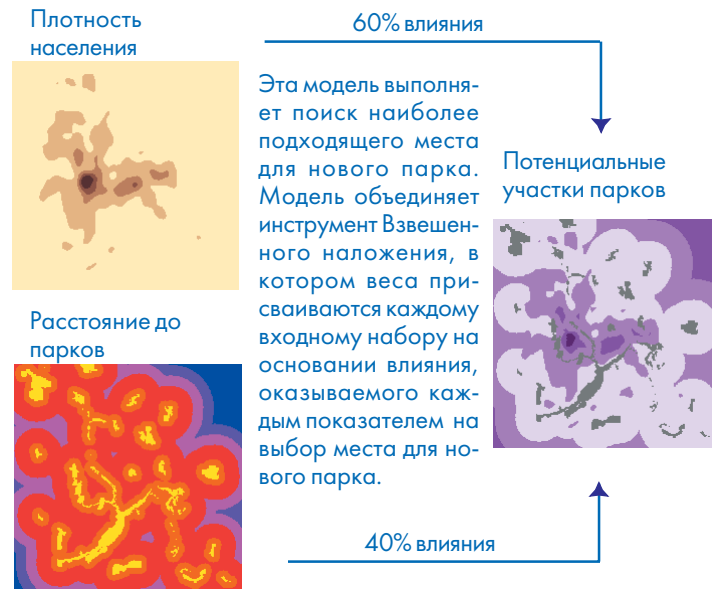 Плотность
населения
60% влияния
Эта модель выполня-
ет поиск наиболее
подходящего места
для нового парка.
Модель объединяет
инструмент Взвешен-
ного наложения, в
котором веса при-
сваиваются каждому
входному набору на
основании влияния,
оказываемого каж-
дым показателем на
выбор места для но-
вого парка.
Потенциальные
участки парков
Расстояние до
парков
40% влияния